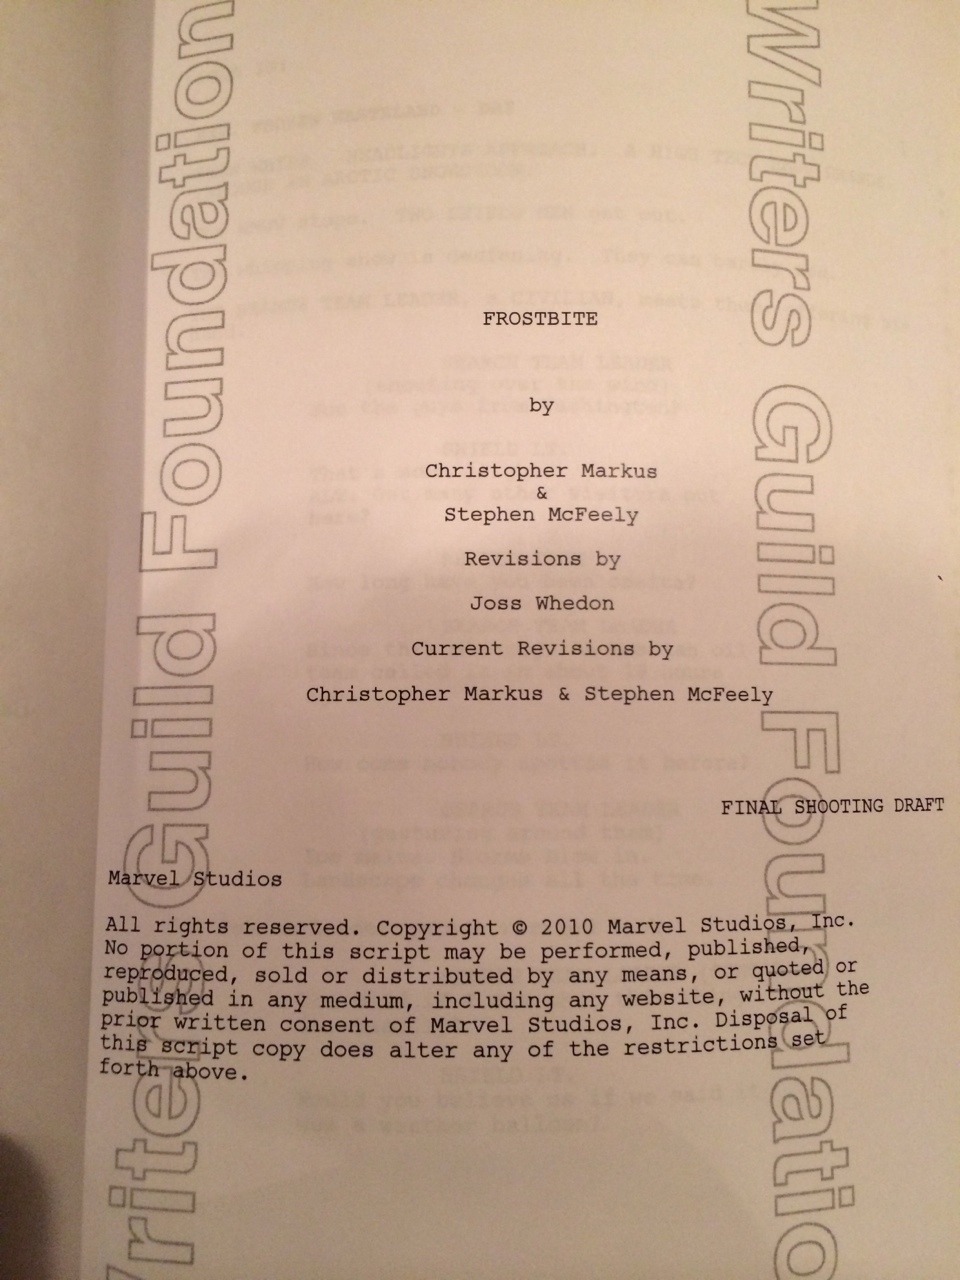 FROSTBITE
by
Christopher Markus
&
Stephen McFeely
Revisions by
Joss Whedon
Current Revisions by
Christopher Markus & Stephen McFeely
FINAL SHOOTING DRAFT
Marvel Studios
All rights reserved. Copyright © 2010 Marvel Studios, Inc.
No portion of this script may be performed, published,
reproduced, sold or distributed by any means, or quoted or
published in any medium, including any website, without the
prior written consent of Marvel Studios, Inc. Disposal of
this script copy does alter any of the restrictions set
forth above.
Writers Guild Foundation
Writers Guild Foundatio